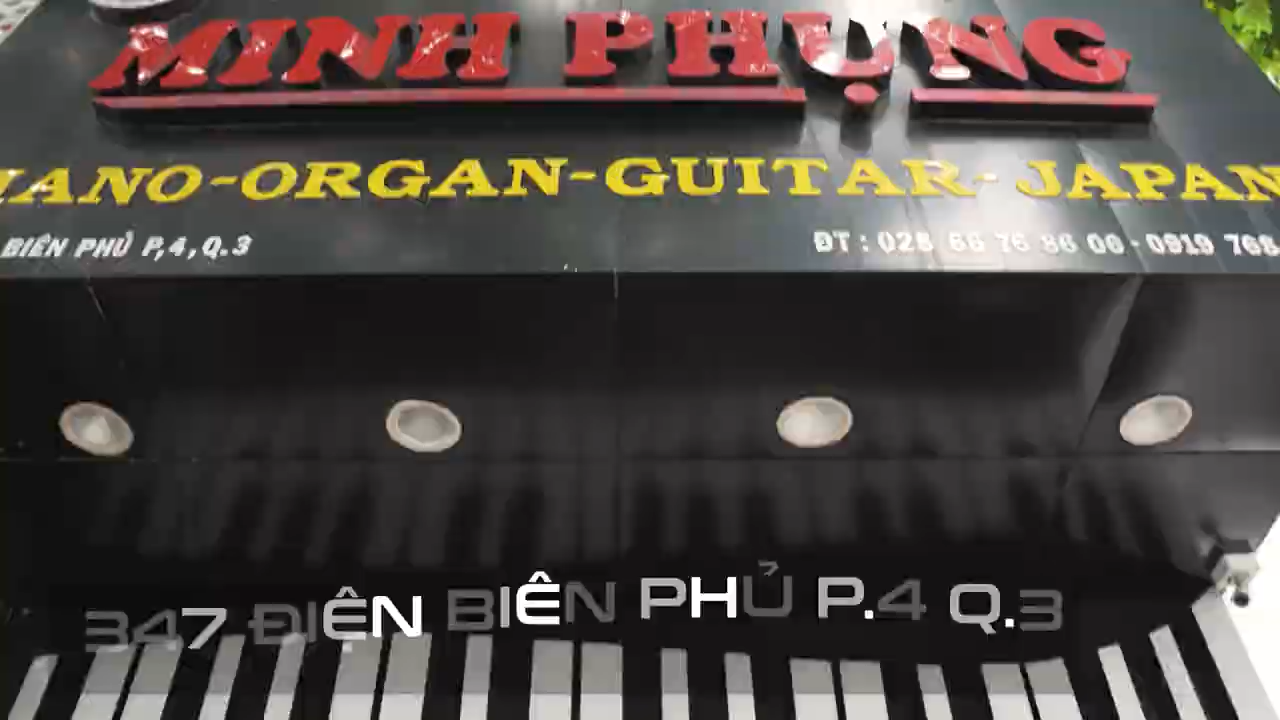 MINH PHỤNG
IANO-ORGAN-GUITAR-JAPAN
BIÊN PHỦ P,4,Q.3
ĐT : 028 66 76 86 00 - 0919 768
347 ĐIỆN BIÊN PHỦ P.4 Q.3